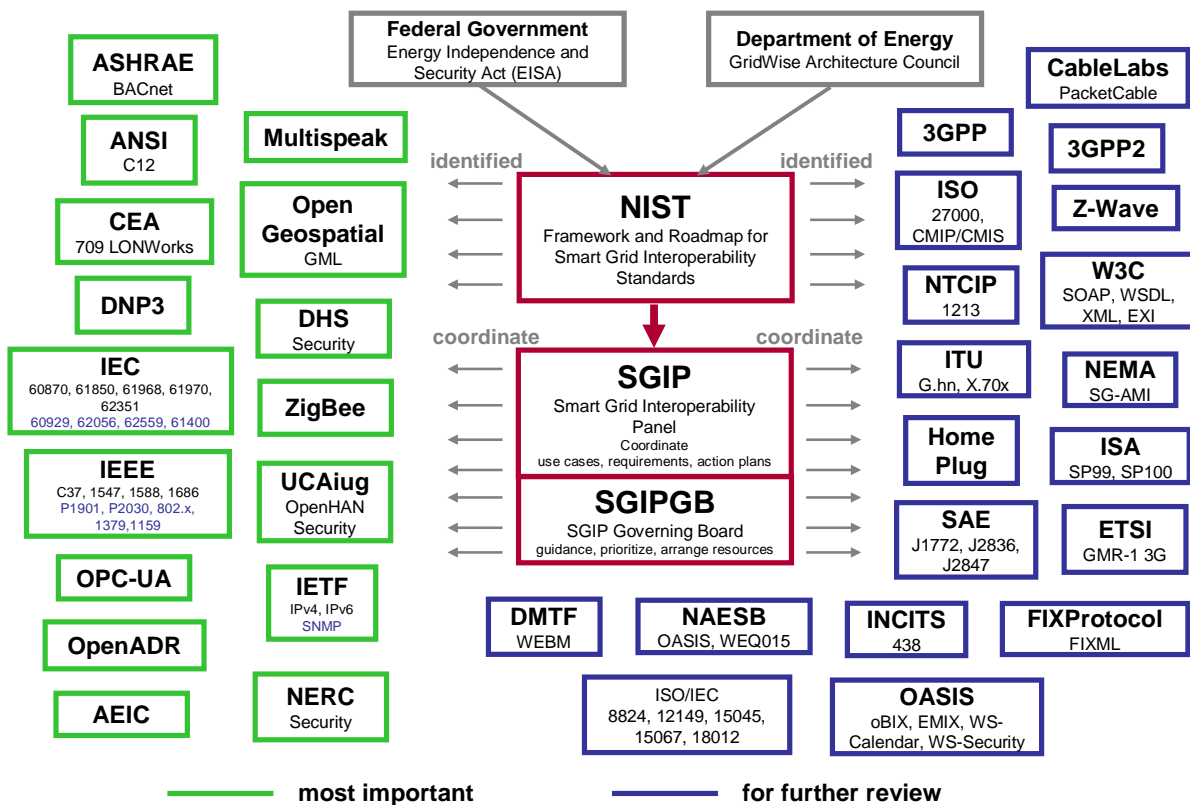 Federal Government
Energy Independence and
Security Act (EISA)
Department of Energy
GridWise Architecture Council
ASHRAE
BACnet
ANSI
C12
CEA
709 LONWorks
DNP3
IEC
60870, 61850, 61968, 61970,
62351
60929, 62056, 62559, 61400
IEEE
C37, 1547, 1588, 1686
P1901, P2030, 802.x,
1379,1159
OPC-UA
OpenADR
AEIC
Multispeak
Open
Geospatial
GML
DHS
Security
ZigBee
UCAiug
OpenHAN
Security
IETF
IPv4, IPv6
SNMP
NERC
Security
identified
identified
NIST
Framework and Roadmap for
Smart Grid Interoperability
Standards
coordinate
coordinate
SGIP
Smart Grid Interoperability
Panel
Coordinate
use cases, requirements, action plans
SGIPGB
SGIP Governing Board
guidance, prioritize, arrange resources
3GPP
ISO
27000,
CMIP/CMIS
NTCIP
1213
ITU
G.hn, X.70x
Home
Plug
SAE
J1772, J2836,
J2847
CableLabs
PacketCable
3GPP2
Z-Wave
W3C
SOAP, WSDL,
XML, EXI
NEMA
SG-AMI
ISA
SP99, SP100
ETSI
GMR-1 3G
DMTF
WEBM
NAESB
OASIS, WEQ015
INCITS
438
FIXProtocol
FIXML
ISO/IEC
8824, 12149, 15045,
15067, 18012
OASIS
oBIX, EMIX, WS-
Calendar, WS-Security
most important
for further review